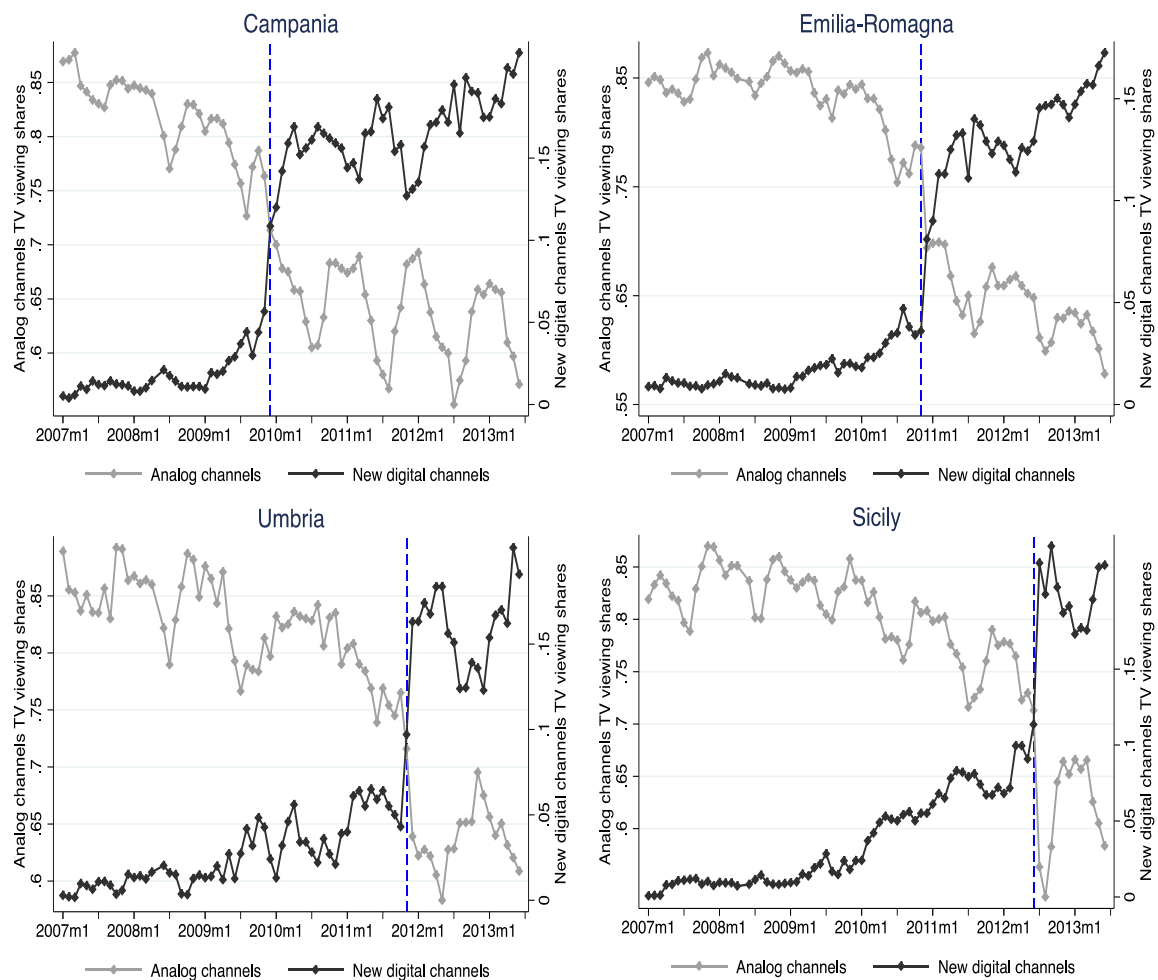 Campania
Analog channels TV viewing shares
.85
.8
.75
.7
.65
.6
New digital channels TV viewing shares
.15
.1
.05
0
2007m1 2008m1 2009m1 2010m1 2011m1 2012m1 2013m1
Analog channels New digital channels
Emilia-Romagna
Analog channels TV viewing shares
.85
.75
.65
.55
New digital channels TV viewing shares
.15
.1
.05
0
2007m1 2008m1 2009m1 2010m1 2011m1 2012m1 2013m1
Analog channels New digital channels
Umbria
Analog channels TV viewing shares
.85
.8
.75
.7
.65
.6
New digital channels TV viewing shares
.15
.1
.05
0
2007m1 2008m1 2009m1 2010m1 2011m1 2012m1 2013m1
Analog channels New digital channels
Sicily
Analog channels TV viewing shares
.85
.8
.75
.7
.65
.6
New digital channels TV viewing shares
.15
.1
.05
0
2007m1 2008m1 2009m1 2010m1 2011m1 2012m1 2013m1
Analog channels New digital channels